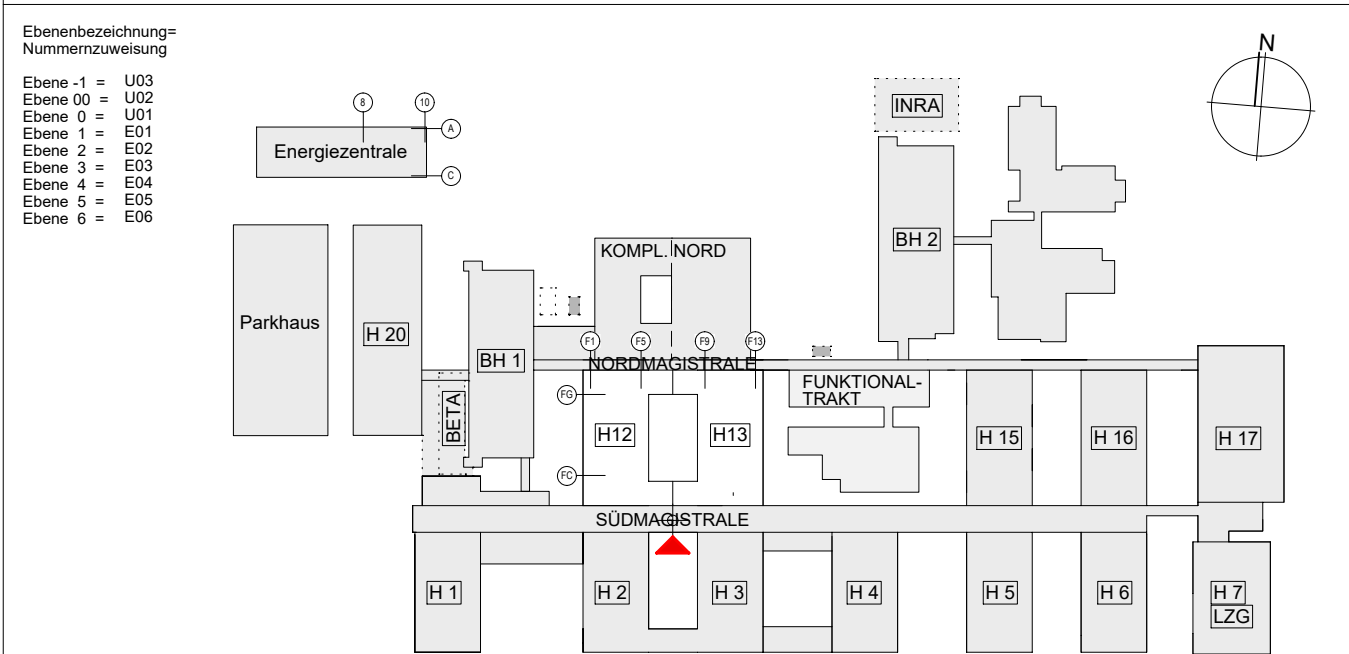 Ebenenbezeichnung=
Nummernzuweisung
Ebene -1 = U03
Ebene 00 = U02
Ebene 0 = U01
Ebene 1 = E01
Ebene 2 = E02
Ebene 3 = E03
Ebene 4 = E04
Ebene 5 = E05
Ebene 6 = E06
N
8
10
A
Energiezentrale
C
INRA
BH 2
KOMPL. NORD
Parkhaus
H 20
BH 1
F1
F5
F9
F13
NORDMAGISTRALE
FUNKTIONAL-
TRAKT
FG
BETA
H12
H13
H 15
H 16
H 17
FC
SÜDMAGISTRALE
H 1
H 2
H 3
H 4
H 5
H 6
H 7
LZG